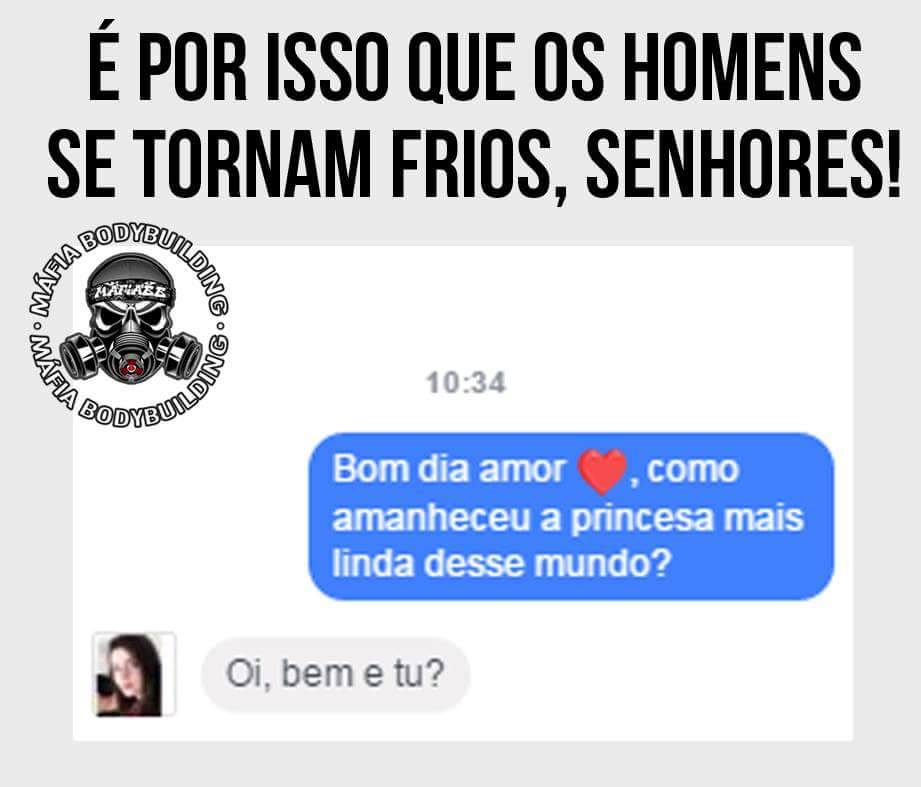 É POR ISSO QUE OS HOMENS
SE TORNAM FRIOS, SENHORES!
MÁFIA BODYBUILDING
MAFIABB
MÁFIA BODYBUILDING
10:34
Bom dia amor ❤️, como
amanheceu a princesa mais
linda desse mundo?
Oi, bem e tu?